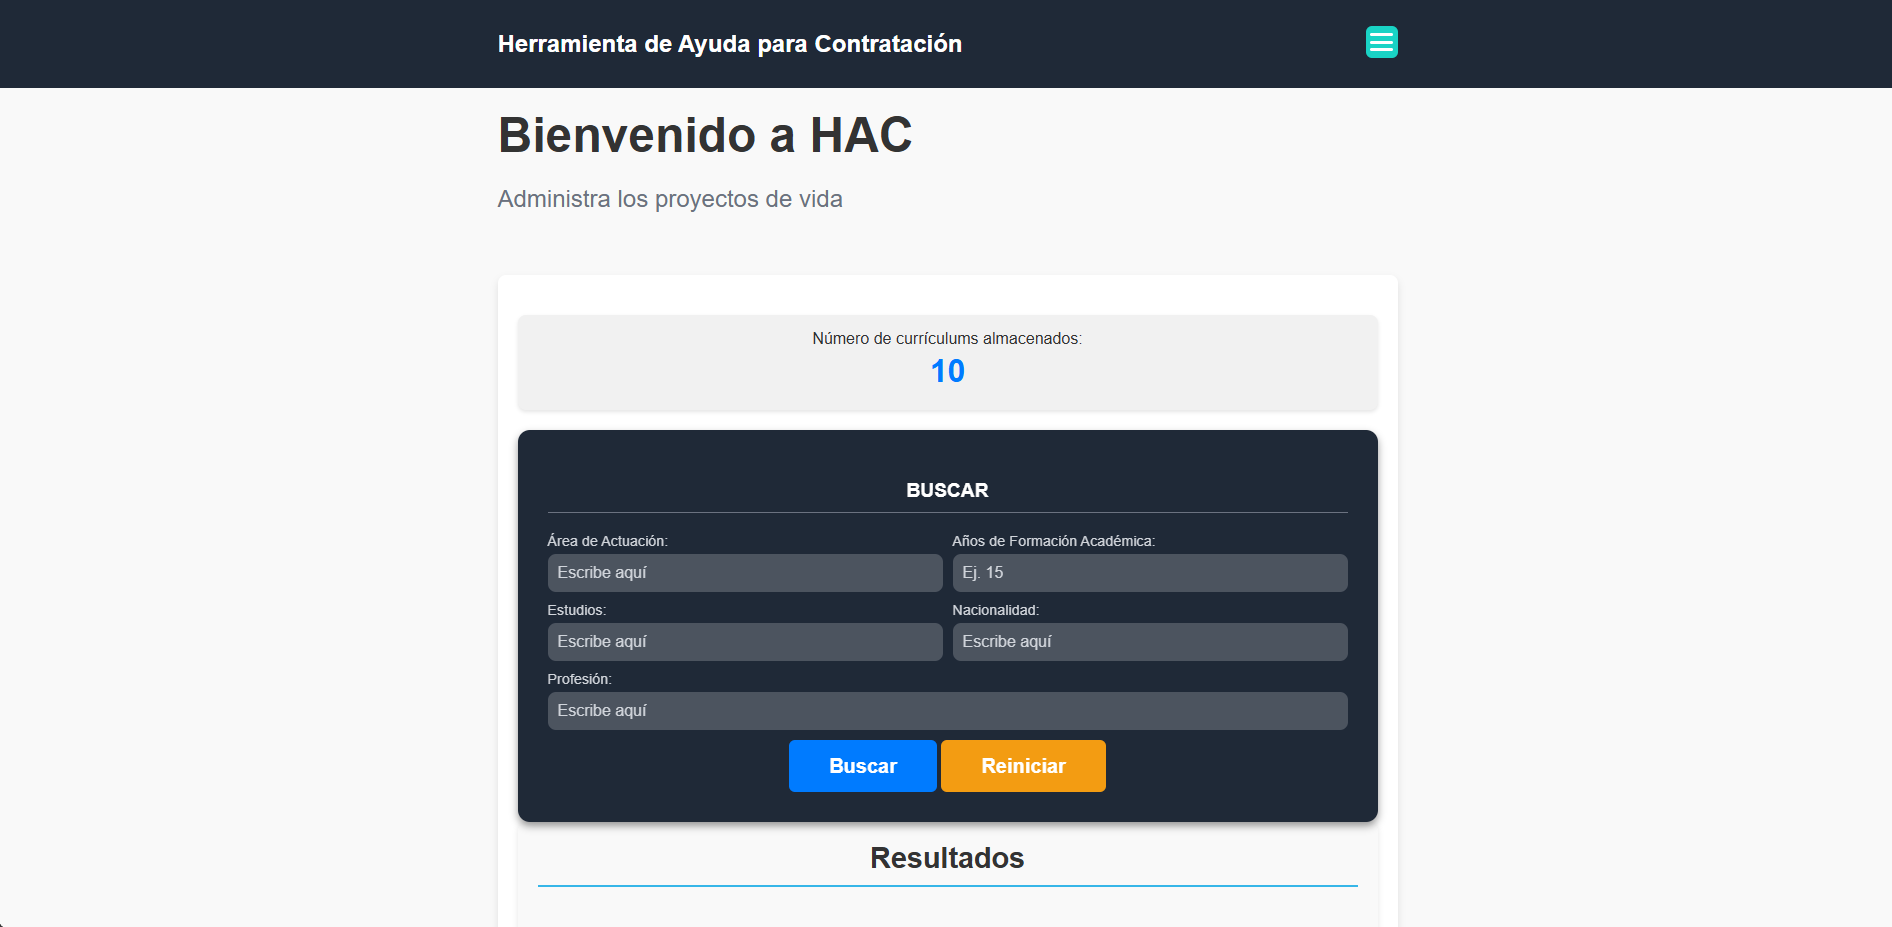 Herramienta de Ayuda para Contratación
Bienvenido a HAC
Administra los proyectos de vida
Número de currículums almacenados:
10
BUSCAR
Área de Actuación:
Escribe aquí
Años de Formación Académica:
Ej. 15
Estudios:
Escribe aquí
Nacionalidad:
Escribe aquí
Profesión:
Escribe aquí
Buscar
Reiniciar
Resultados